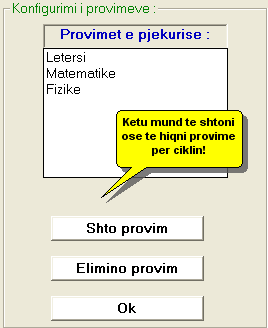 Konfigurimi i provimeve :
Provimet e pjekurise :
Letersi
Matematike
Fizike
Ketu mund te shtoni
ose te hiqni provime
per ciklin!
Shto provim
Elimino provim
Ok